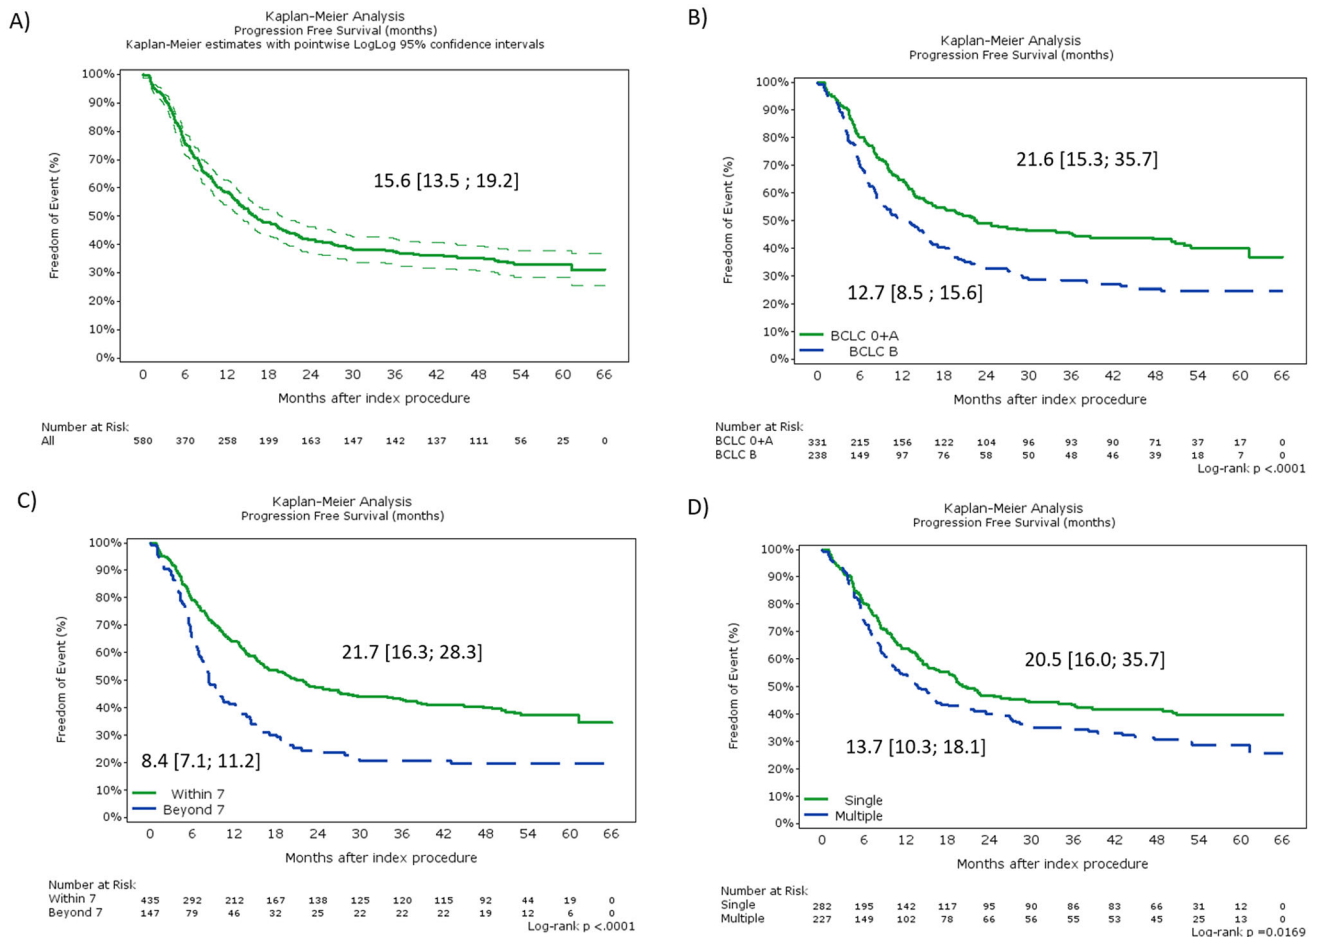 A)
Kaplan-Meier Analysis
Progression Free Survival (months)
Kaplan-Meier estimates with pointwise LogLog 95% confidence intervals
100%
90%
80%
70%
60%
50%
40%
30%
20%
10%
0%
Freedom of Event (%)
15.6 [13.5 ; 19.2]
0 6 12 18 24 30 36 42 48 54 60 66
Months after index procedure
Number at Risk
All 580 370 258 199 163 147 142 137 111 56 25 0
B)
Kaplan-Meier Analysis
Progression Free Survival (months)
100%
90%
80%
70%
60%
50%
40%
30%
20%
10%
0%
Freedom of Event (%)
21.6 [15.3; 35.7]
12.7 [8.5 ; 15.6]
BCLC 0+A
BCLC B
0 6 12 18 24 30 36 42 48 54 60 66
Months after index procedure
Number at Risk
BCLC 0+A 331 215 156 122 104 96 93 90 71 37 17 0
BCLC B 238 149 97 76 58 50 48 46 39 18 7 0
Log-rank p <.0001
C)
Kaplan-Meier Analysis
Progression Free Survival (months)
100%
90%
80%
70%
60%
50%
40%
30%
20%
10%
0%
Freedom of Event (%)
21.7 [16.3; 28.3]
8.4 [7.1; 11.2]
Within 7
Beyond 7
0 6 12 18 24 30 36 42 48 54 60 66
Months after index procedure
Number at Risk
Within 7 435 292 212 167 138 125 120 115 92 44 19 0
Beyond 7 147 79 46 32 25 22 22 22 19 12 6 0
Log-rank p <.0001
D)
Kaplan-Meier Analysis
Progression Free Survival (months)
100%
90%
80%
70%
60%
50%
40%
30%
20%
10%
0%
Freedom of Event (%)
20.5 [16.0; 35.7]
13.7 [10.3; 18.1]
Single
Multiple
0 6 12 18 24 30 36 42 48 54 60 66
Months after index procedure
Number at Risk
Single 282 195 142 117 95 90 86 83 66 31 12 0
Multiple 227 149 102 78 66 56 55 53 45 25 13 0
Log-rank p =0.0169